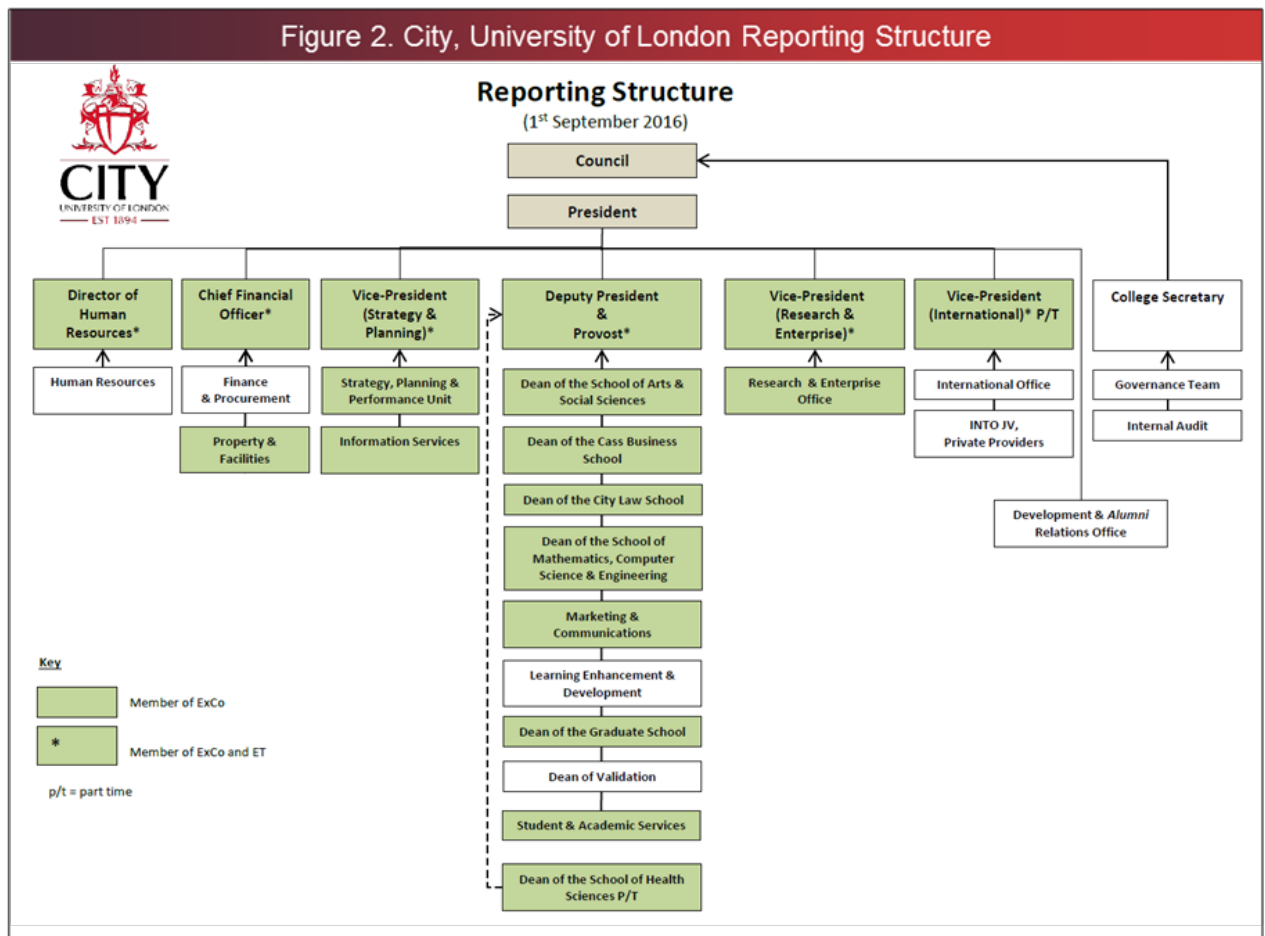 Figure 2. City, University of London Reporting Structure
CITY
UNIVERSITY OF LONDON
EST 1894
Reporting Structure
(1st September 2016)
Council
President
Director of
Human
Resources*
Chief Financial
Officer*
Vice-President
(Strategy &
Planning)*
Deputy President
&
Provost*
Vice-President
(Research &
Enterprise)*
Vice-President
(International)* P/T
College Secretary
Human Resources
Finance
& Procurement
Property &
Facilities
Strategy, Planning &
Performance Unit
Information Services
Dean of the School of Arts &
Social Sciences
Dean of the Cass Business
School
Dean of the City Law School
Dean of the School of
Mathematics, Computer
Science & Engineering
Marketing &
Communications
Learning Enhancement &
Development
Dean of the Graduate School
Dean of Validation
Student & Academic Services
Dean of the School of Health
Sciences P/T
Research & Enterprise
Office
International Office
INTO JV,
Private Providers
Governance Team
Internal Audit
Development & Alumni
Relations Office
Key
Member of ExCo
*
Member of ExCo and ET
p/t = part time